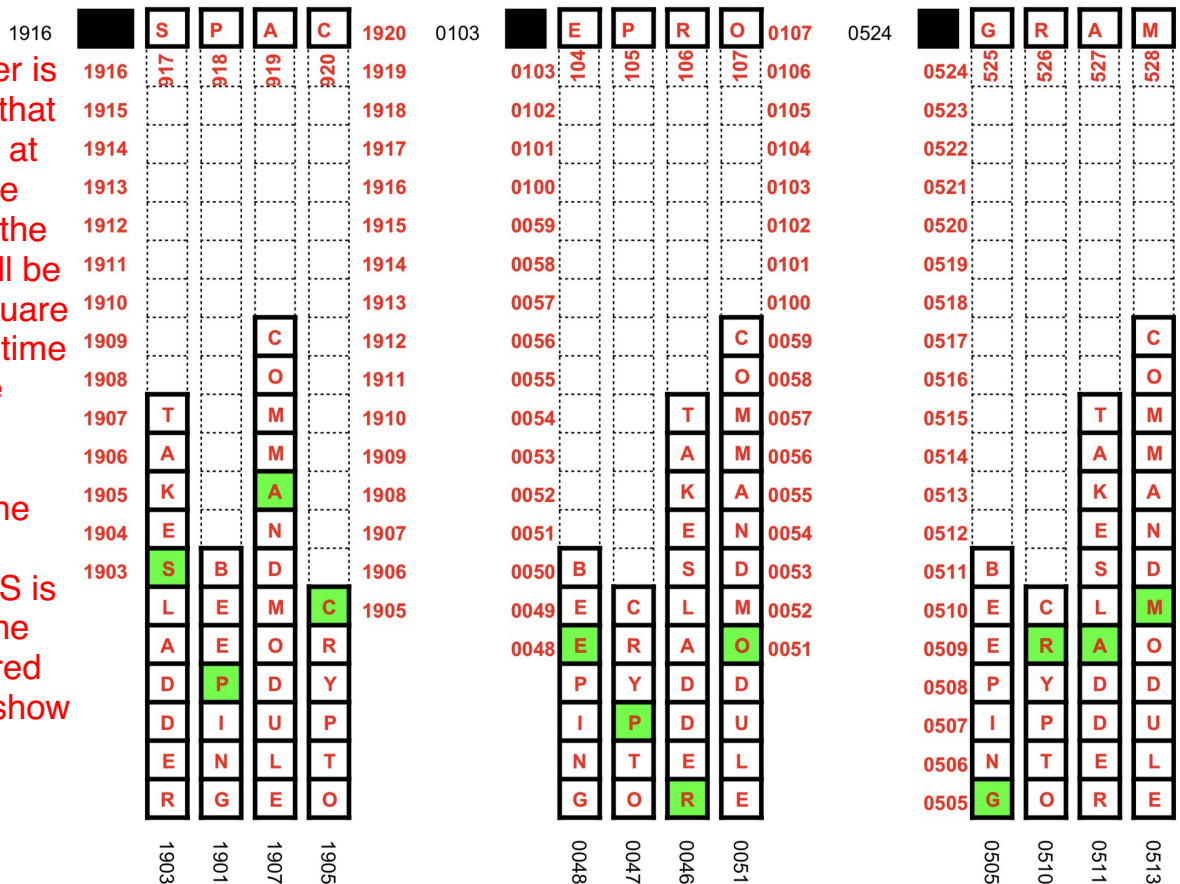 1916 S P A C 1920 0103 E P R O 0107 0524 G R A M
er is 1916 917 918 919 920 1919 0103 104 105 106 107 0106 0524 525 526 527 528
that 1915 1918 0102 0105 0523
at 1914 1917 0101 0104 0522
e 1913 1916 0100 0103 0521
the 1912 1915 0059 0102 0520
ll be 1911 1914 0058 0101 0519
uare 1910 1913 0057 0100 0518
time 1909 C 1912 0056 C 0059 0517 C
e 1908 O 1911 0055 O 0058 0516 O
1907 T M 1910 0054 T M 0057 0515 T M
1906 A M 1909 0053 A M 0056 0514 A M
ne 1905 K A 1908 0052 K A 0055 0513 K A
1904 E N 1907 0051 E N 0054 0512 E N
S is 1903 S B D 1906 0050 B S D 0053 0511 B S D
ne L E M C 1905 0049 E C L M 0052 0510 E C L M
red A E O R 0048 E R A O 0051 0509 E R A O
show D P D Y P Y D D 0508 P Y D D
D I U P I P D U 0507 I P D U
E N L T N T E L 0506 N T E L
R G E O G O R E 0505 G O R E
1903 1901 1907 1905 0048 0047 0046 0051 0505 0510 0511 0513